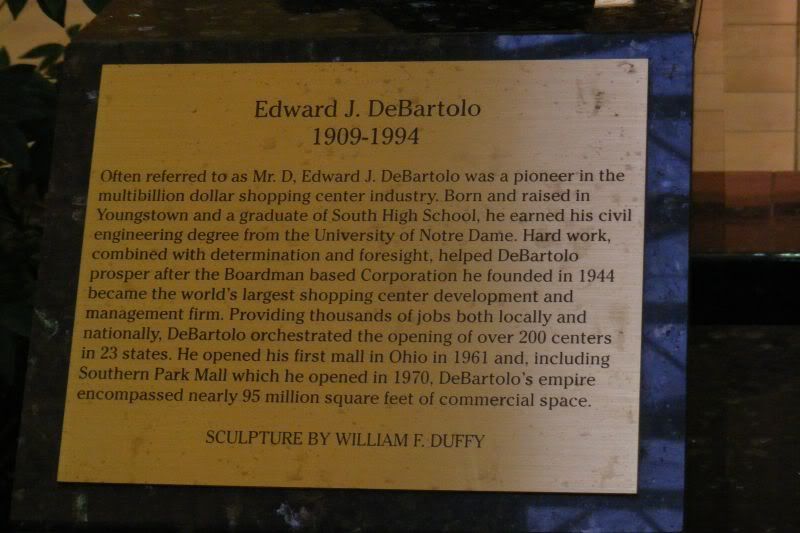 Edward J. DeBartolo
1909-1994
Often referred to as Mr. D, Edward J. DeBartolo was a pioneer in the
multibillion dollar shopping center industry. Born and raised in
Youngstown and a graduate of South High School, he earned his civil
engineering degree from the University of Notre Dame. Hard work,
combined with determination and foresight, helped DeBartolo
prosper after the Boardman based Corporation he founded in 1944
became the world's largest shopping center development and
management firm. Providing thousands of jobs both locally and
nationally, DeBartolo orchestrated the opening of over 200 centers
in 23 states. He opened his first mall in Ohio in 1961 and, including
Southern Park Mall which he opened in 1970, DeBartolo's empire
encompassed nearly 95 million square feet of commercial space.
SCULPTURE BY WILLIAM F. DUFFY